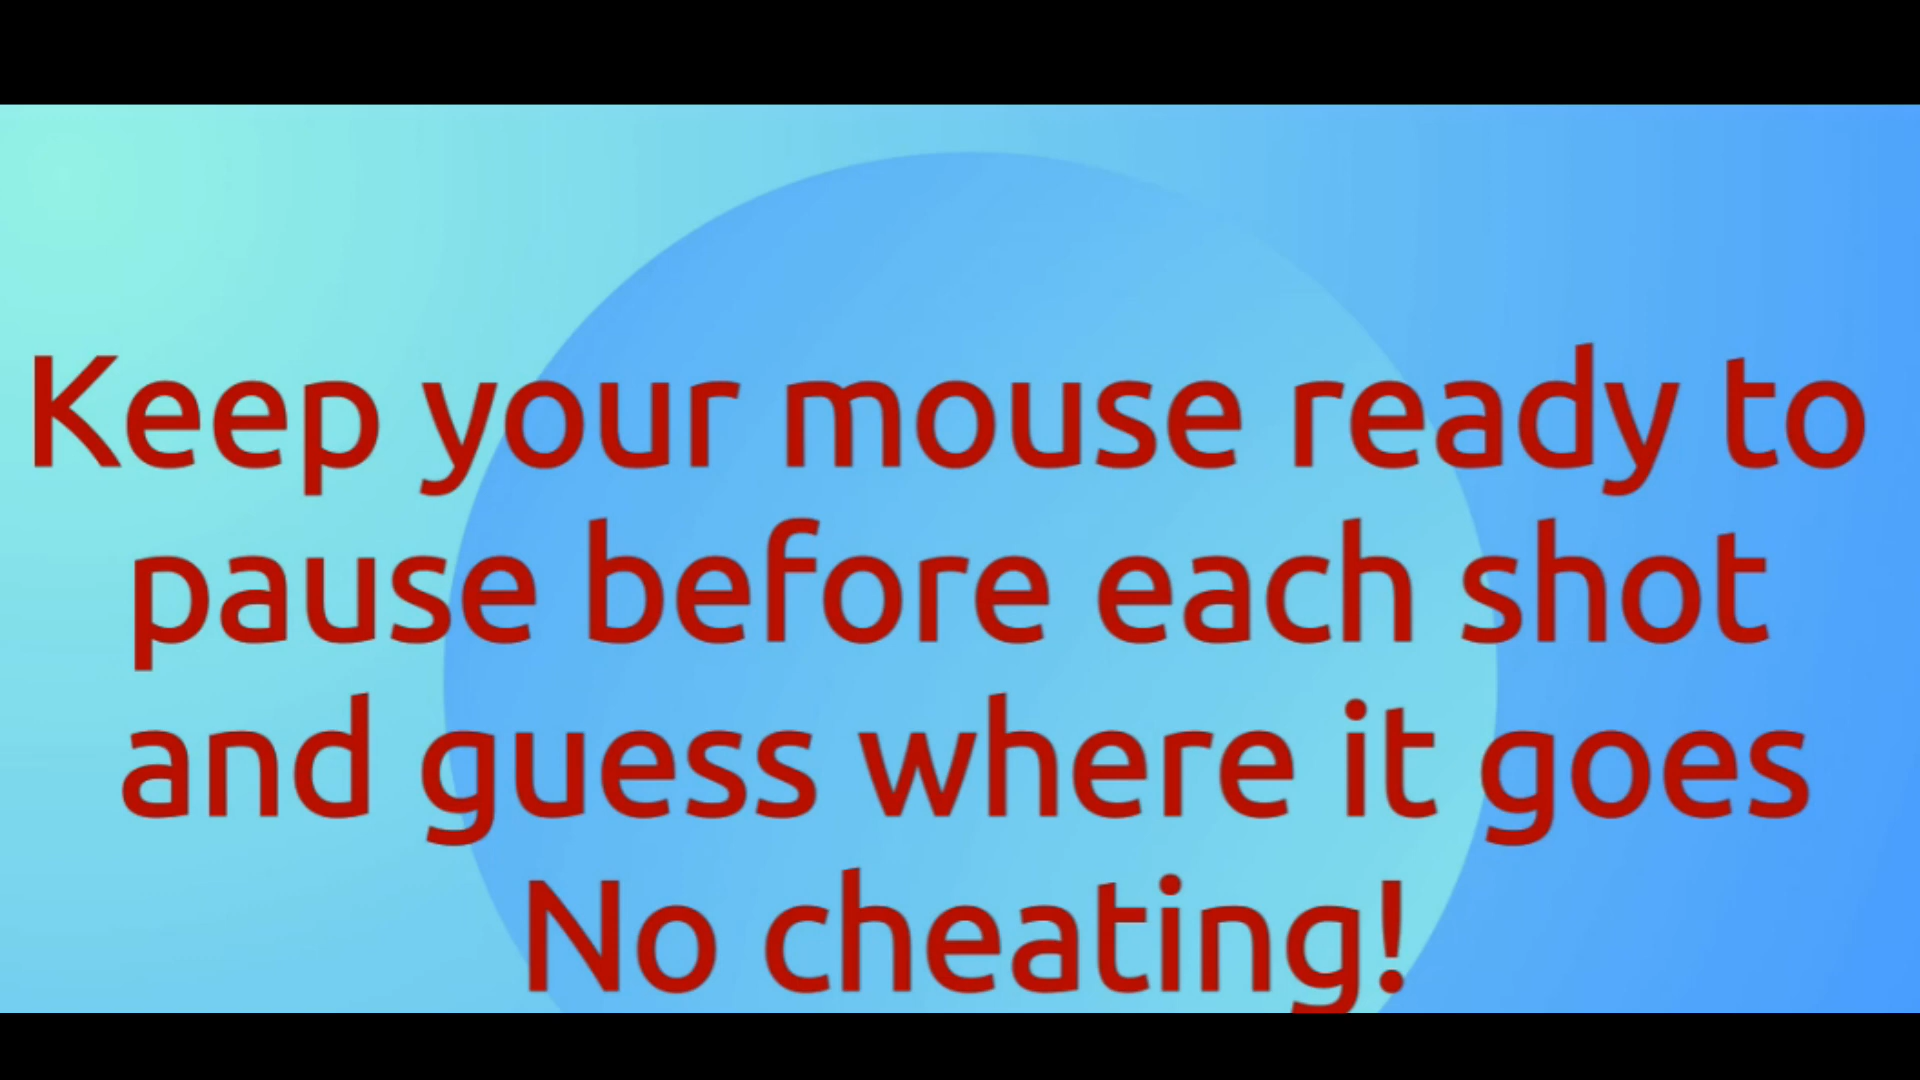 Keep your mouse ready to
pause before each shot
and guess where it goes
No cheating!